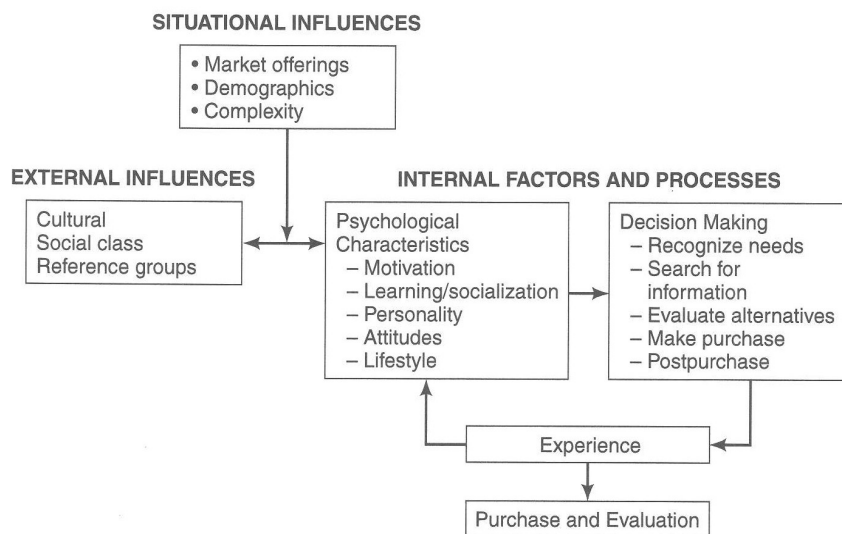 SITUATIONAL INFLUENCES
• Market offerings
• Demographics
• Complexity
EXTERNAL INFLUENCES
Cultural
Social class
Reference groups
INTERNAL FACTORS AND PROCESSES
Psychological
Characteristics
– Motivation
– Learning/socialization
– Personality
– Attitudes
– Lifestyle
Decision Making
– Recognize needs
– Search for
information
– Evaluate alternatives
– Make purchase
– Postpurchase
Experience
Purchase and Evaluation